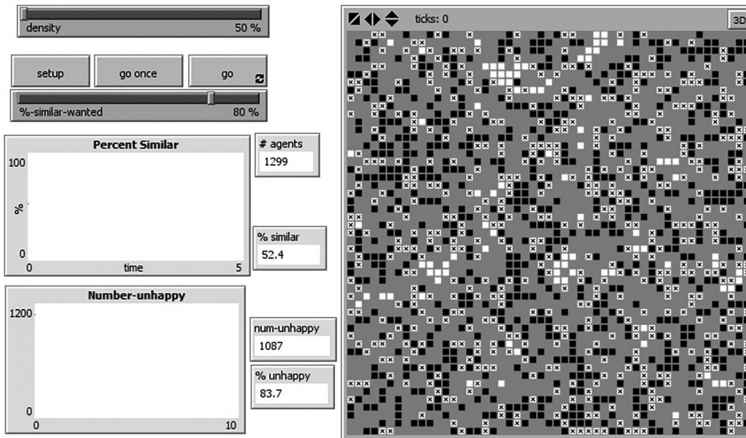 density 50 %
setup go once go
%-similar-wanted 80 %
Percent Similar
100
%
0
0 time 5
# agents
1299
% similar
52.4
Number-unhappy
1200
0
0 10
num-unhappy
1087
% unhappy
83.7
ticks: 0
3D